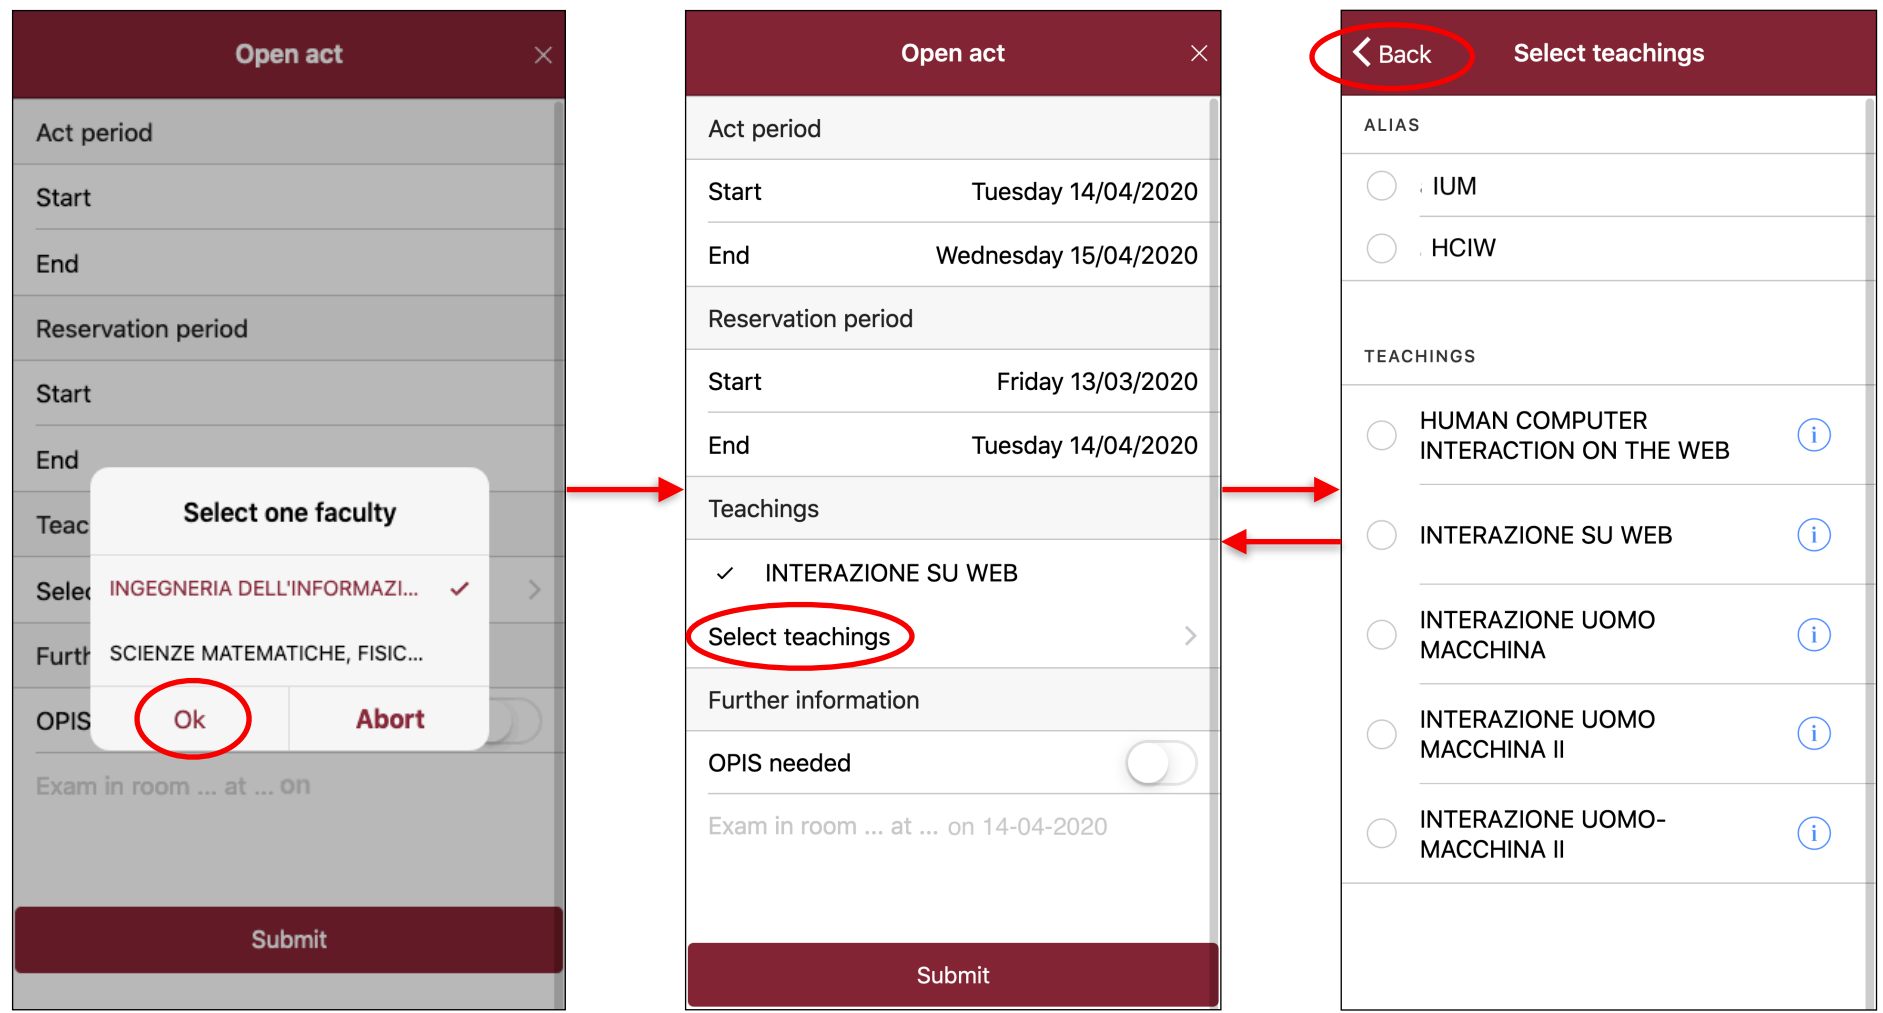 Open act
Act period
Start
End
Reservation period
Start
End
Teac
Select one faculty
INGEGNERIA DELL'INFORMAZI...
Selec
SCIENZE MATEMATICHE, FISIC...
Furth
OPIS
Ok
Abort
Exam in room ... at ... on
Submit
Open act
Act period
Start Tuesday 14/04/2020
End Wednesday 15/04/2020
Reservation period
Start Friday 13/03/2020
End Tuesday 14/04/2020
Teachings
INTERAZIONE SU WEB
Select teachings
Further information
OPIS needed
Exam in room ... at ... on 14-04-2020
Submit
Back Select teachings
ALIAS
IUM
HCIW
TEACHINGS
HUMAN COMPUTER
INTERACTION ON THE WEB
INTERAZIONE SU WEB
INTERAZIONE UOMO
MACCHINA
INTERAZIONE UOMO
MACCHINA II
INTERAZIONE UOMO-
MACCHINA II